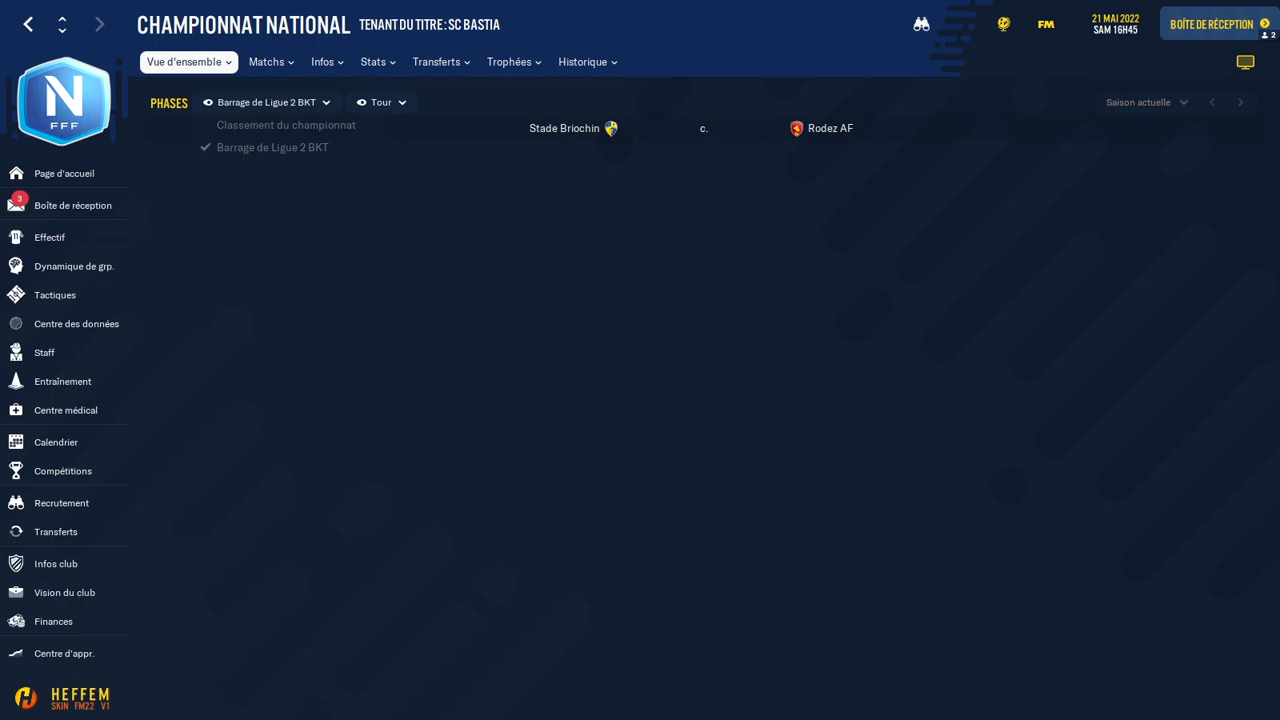 CHAMPIONNAT NATIONAL TENANT DU TITRE : SC BASTIA
21 MAI 2022
SAM 16H45
FM
BOÎTE DE RÉCEPTION
2
Vue d'ensemble Matchs Infos Stats Transferts Trophées Historique
N
FFF
PHASES Barrage de Ligue 2 BKT Tour Saison actuelle
Classement du championnat
Barrage de Ligue 2 BKT
Stade Briochin c. Rodez AF
Page d'accueil
3
Boîte de réception
11
Effectif
Dynamique de grp.
Tactiques
Centre des données
Staff
Entraînement
Centre médical
Calendrier
Compétitions
Recrutement
Transferts
Infos club
Vision du club
Finances
Centre d'appr.
HEFFEM
SKIN FM22 V1